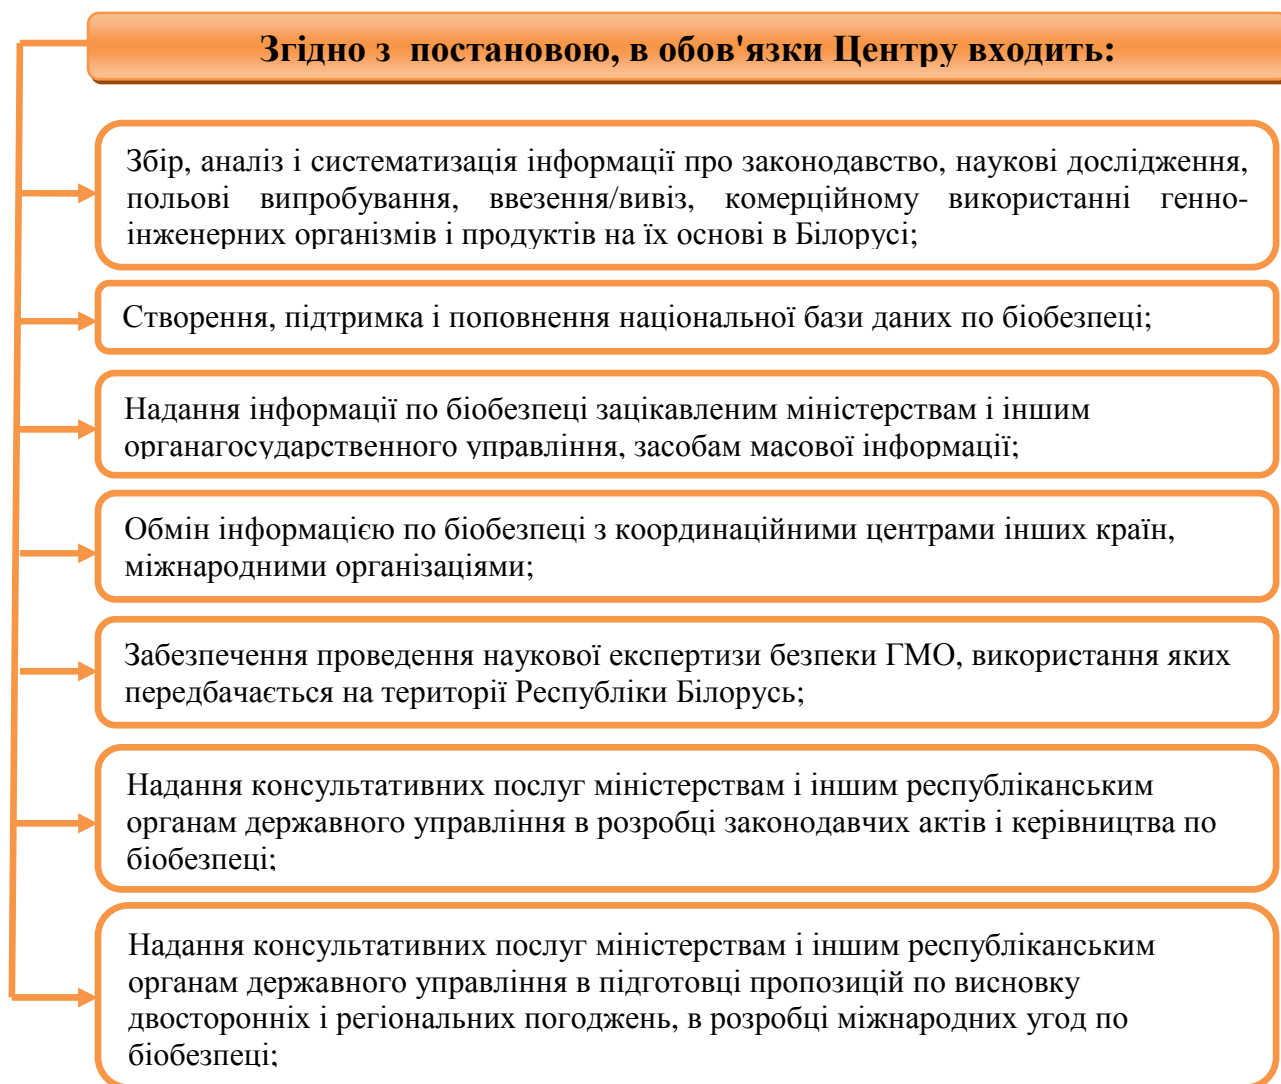 Згідно з постановою, в обов'язки Центру входить:
Збір, аналіз і систематизація інформації про законодавство, наукові дослідження,
польові випробування, ввезення/вивіз, комерційному використанні генно-
інженерних організмів і продуктів на їх основі в Білорусі;
Створення, підтримка і поповнення національної бази даних по біобезпеці;
Надання інформації по біобезпеці зацікавленим міністерствам і іншим
органагосударственного управління, засобам масової інформації;
Обмін інформацією по біобезпеці з координаційними центрами інших країн,
міжнародними організаціями;
Забезпечення проведення наукової експертизи безпеки ГМО, використання яких
передбачається на території Республіки Білорусь;
Надання консультативних послуг міністерствам і іншим республіканським
органам державного управління в розробці законодавчих актів і керівництва по
біобезпеці;
Надання консультативних послуг міністерствам і іншим республіканським
органам державного управління в підготовці пропозицій по висновку
двосторонніх і регіональних погоджень, в розробці міжнародних угод по
біобезпеці;